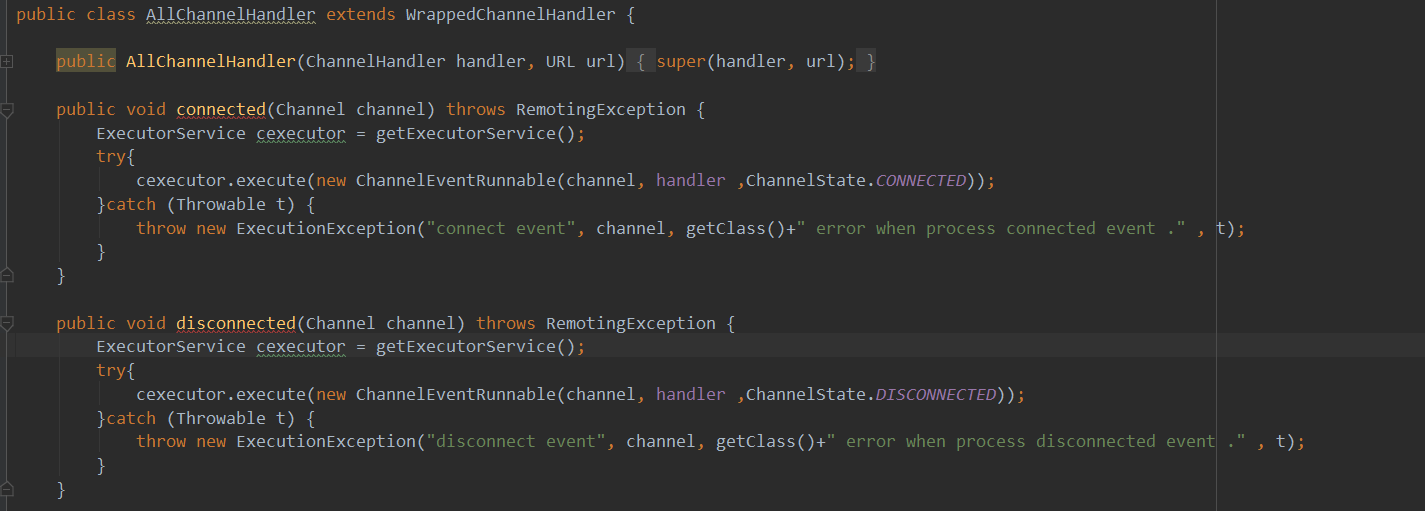 public class AllChannelHandler extends WrappedChannelHandler {
public AllChannelHandler(ChannelHandler handler, URL url) { super(handler, url); }
public void connected(Channel channel) throws RemotingException {
ExecutorService cexecutor = getExecutorService();
try{
cexecutor.execute(new ChannelEventRunnable(channel, handler ,ChannelState.CONNECTED));
}catch (Throwable t) {
throw new ExecutionException("connect event", channel, getClass()+" error when process connected event ." , t);
}
}
public void disconnected(Channel channel) throws RemotingException {
ExecutorService cexecutor = getExecutorService();
try{
cexecutor.execute(new ChannelEventRunnable(channel, handler ,ChannelState.DISCONNECTED));
}catch (Throwable t) {
throw new ExecutionException("disconnect event", channel, getClass()+" error when process disconnected event ." , t);
}
}